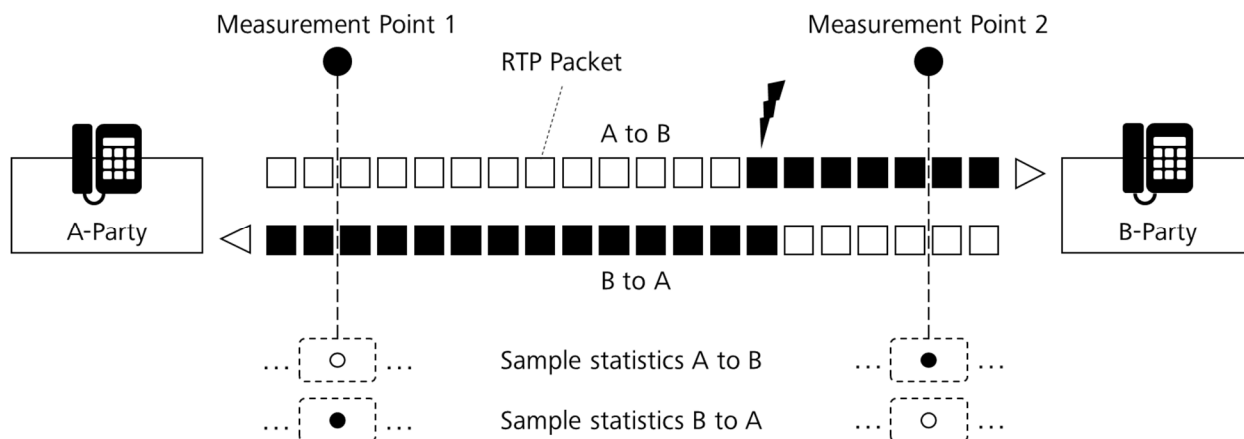 Measurement Point 1
Measurement Point 2
RTP Packet
A to B
A-Party
B-Party
B to A
... ...
Sample statistics A to B
... ...
... ...
Sample statistics B to A
... ...